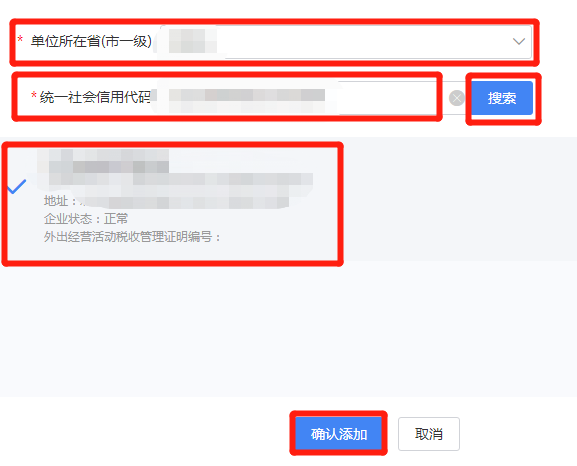 * 单位所在省(市一级)
* 统一社会信用代码
搜索
地址：
企业状态：正常
外出经营活动税收管理证明编号：
确认添加
取消